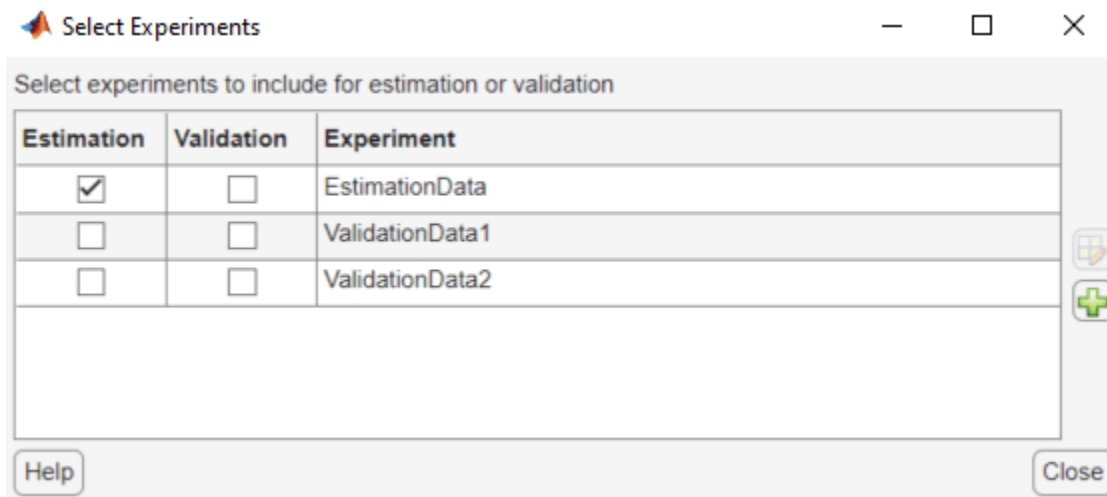 Select Experiments
Select experiments to include for estimation or validation
Estimation Validation Experiment
EstimationData
ValidationData1
ValidationData2
Help Close